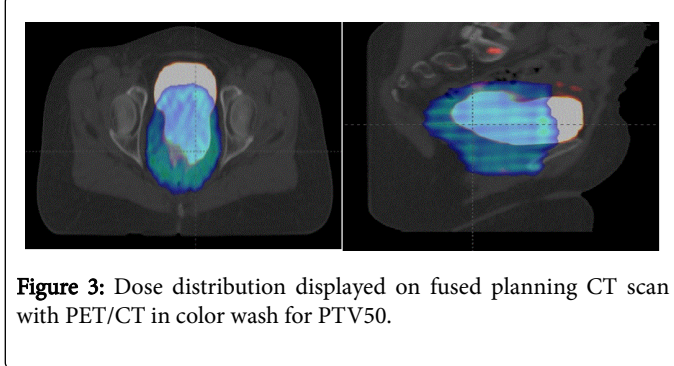 Figure 3: Dose distribution displayed on fused planning CT scan
with PET/CT in color wash for PTV50.